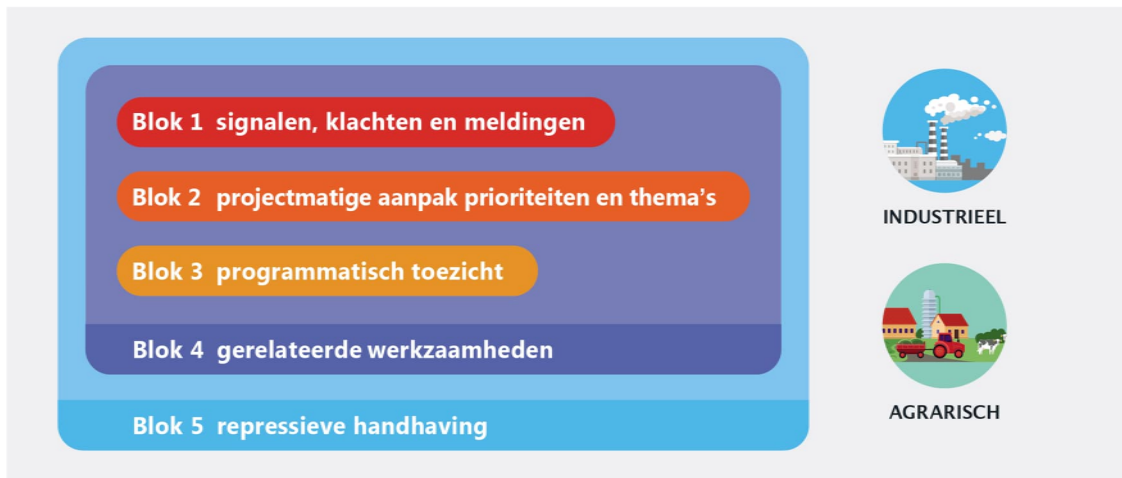 Blok 1 signalen, klachten en meldingen
Blok 2 projectmatige aanpak prioriteiten en thema's
Blok 3 programmatisch toezicht
Blok 4 gerelateerde werkzaamheden
Blok 5 repressieve handhaving
INDUSTRIEEL
AGRARISCH